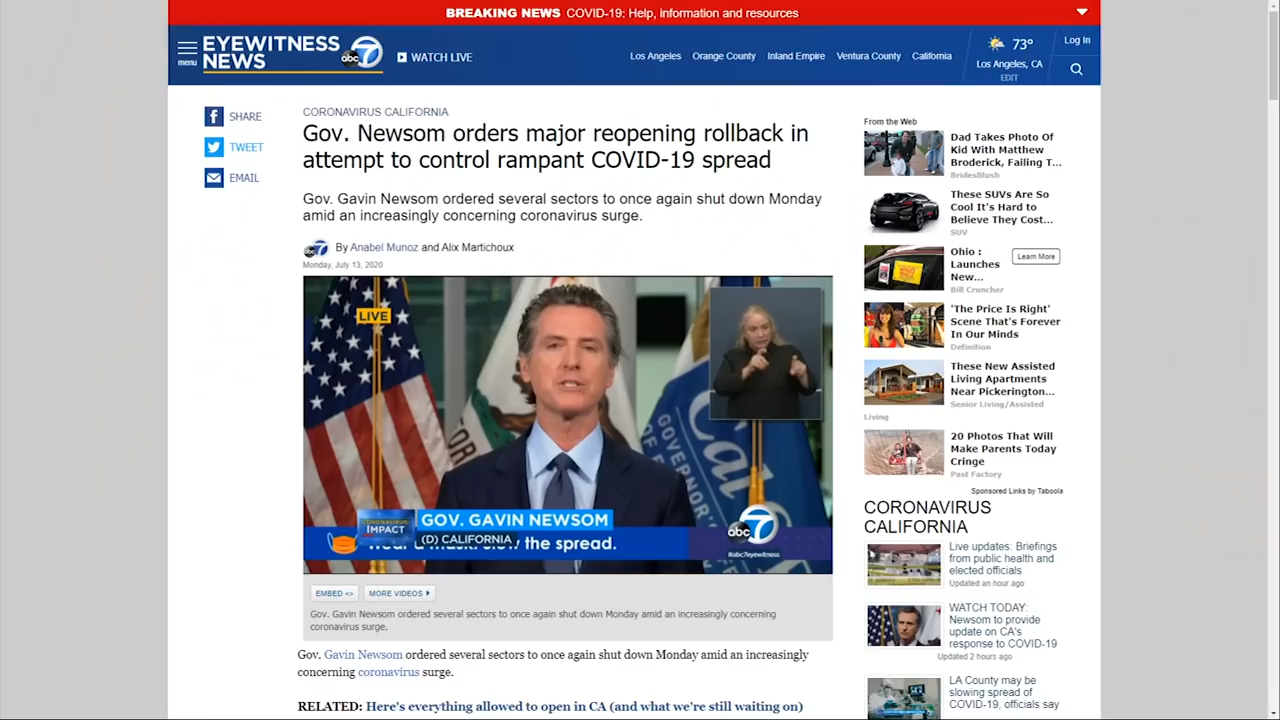 BREAKING NEWS COVID-19: Help, information and resources
menu
EYEWITNESS
NEWS
abc 7
WATCH LIVE
Los Angeles
Orange County
Inland Empire
Ventura County
California
73°
Los Angeles, CA
EDIT
Log In
SHARE
TWEET
EMAIL
CORONAVIRUS CALIFORNIA
Gov. Newsom orders major reopening rollback in
attempt to control rampant COVID-19 spread
Gov. Gavin Newsom ordered several sectors to once again shut down Monday
amid an increasingly concerning coronavirus surge.
By Anabel Munoz and Alix Martichoux
Monday, July 13, 2020
LIVE
GOVERNOR'S
OF
CORONAVIRUS
IMPACT
GOV. GAVIN NEWSOM
(D) CALIFORNIA
the spread.
abc 7
#abc7eyewitness
EMBED <>
MORE VIDEOS
Gov. Gavin Newsom ordered several sectors to once again shut down Monday amid an increasingly concerning
coronavirus surge.
Gov. Gavin Newsom ordered several sectors to once again shut down Monday amid an increasingly
concerning coronavirus surge.
RELATED: Here's everything allowed to open in CA (and what we're still waiting on)
From the Web
Dad Takes Photo Of
Kid With Matthew
Broderick, Failing T...
BridesBlush
These SUVs Are So
Cool It's Hard to
Believe They Cost...
SUV
Ohio :
Launches
New...
Learn More
Bill Cruncher
'The Price Is Right'
Scene That's Forever
In Our Minds
Definition
These New Assisted
Living Apartments
Near Pickerington...
Senior Living/Assisted
Living
20 Photos That Will
Make Parents Today
Cringe
Past Factory
Sponsored Links by Taboola
CORONAVIRUS
CALIFORNIA
Live updates: Briefings
from public health and
elected officials
Updated an hour ago
WATCH TODAY:
Newsom to provide
update on CA's
response to COVID-19
Updated 2 hours ago
LA County may be
slowing spread of
COVID-19, officials say